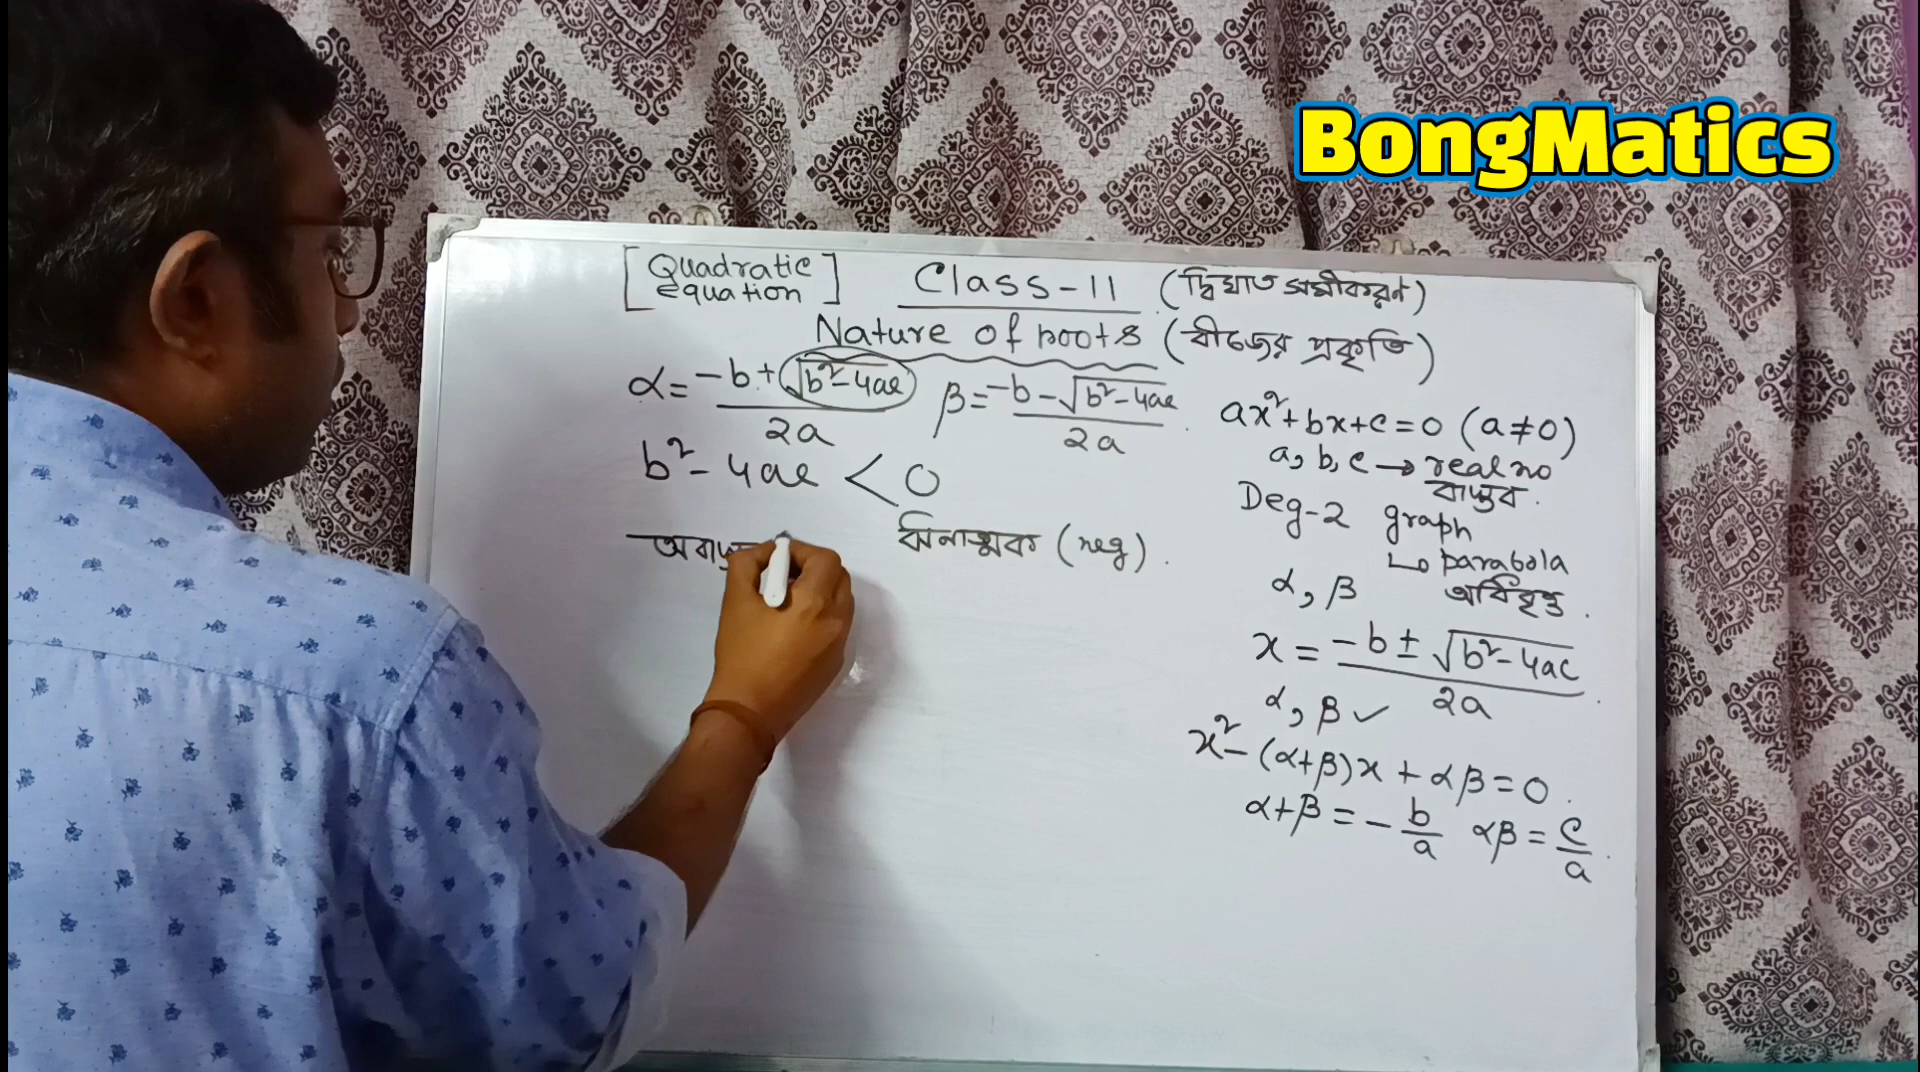 BongMatics
[Quadratic equation] Class-11 (দ্বিঘাত সমীকরণ)
Nature of roots (বীজের প্রকৃতি)
α = (-b + √(b²-4ac)) / 2a β = (-b - √(b²-4ac)) / 2a
b² - 4ac < 0
ঋনাত্মক (neg).
ax² + bx + c = 0 (a ≠ 0)
a, b, c → real no
বাস্তব.
Deg-2 graph
↳ parabola
α, β অধিবৃত্ত.
x = (-b ± √(b²-4ac)) / 2a
α, β ✓
x² - (α+β)x + αβ = 0.
α+β = -b/a αβ = c/a.